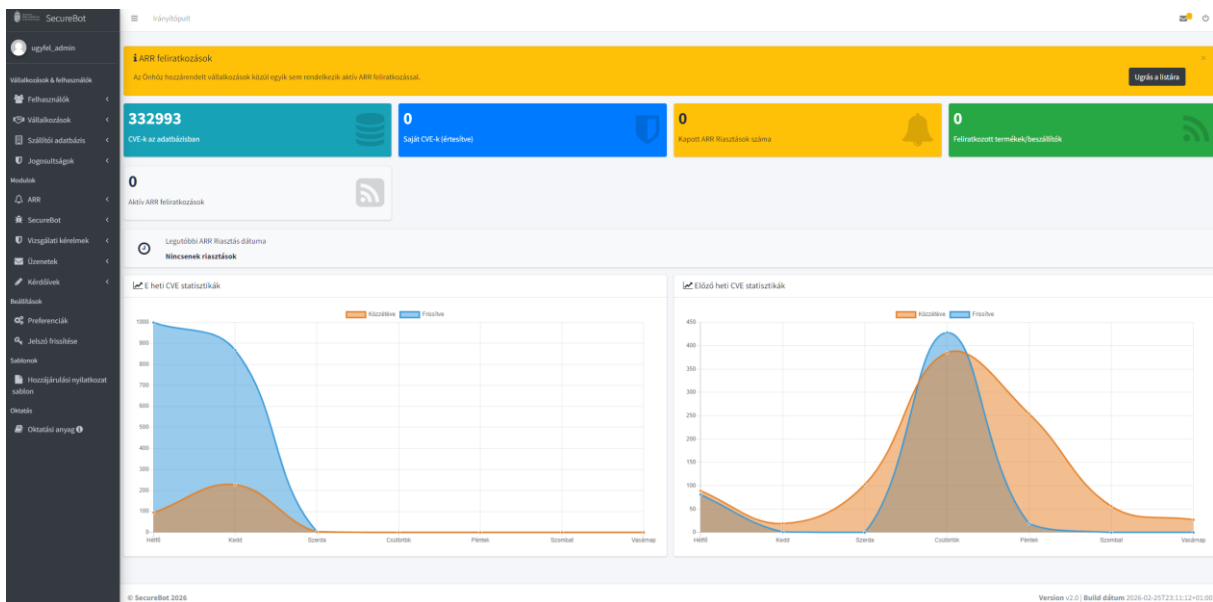 SecureBot
Irányítópult
ugyfel_admin
Vállalkozások & felhasználók
Felhasználók
Vállalkozások
Szállítói adatbázis
Jogosultságok
Modulok
ARR
SecureBot
Vizsgálati kérelmek
Üzenetek
Kérdőívek
Beállítások
Preferenciák
Jelszó frissítése
Sablonok
Hozzájárulási nyilatkozat
sablon
Oktatás
Oktatási anyag
ARR feliratkozások
Az Önhöz hozzárendelt vállalkozások közül egyik sem rendelkezik aktív ARR feliratkozással.
Ugrás a listára
332993
CVE-k az adatbázisban
0
Saját CVE-k (értesítve)
0
Kapott ARR Riasztások száma
0
Feliratkozott termékek/beszállítók
0
Aktív ARR feliratkozások
Legutóbbi ARR Riasztás dátuma
Nincsenek riasztások
E heti CVE statisztikák
Közzétéve Frissítve
1000
900
800
700
600
500
400
300
200
100
0
Hétfő Kedd Szerda Csütörtök Péntek Szombat Vasárnap
Előző heti CVE statisztikák
Közzétéve Frissítve
450
400
350
300
250
200
150
100
50
0
Hétfő Kedd Szerda Csütörtök Péntek Szombat Vasárnap
© SecureBot 2026
Version v2.0 | Build dátum 2026-02-25T23:11:12+01:00